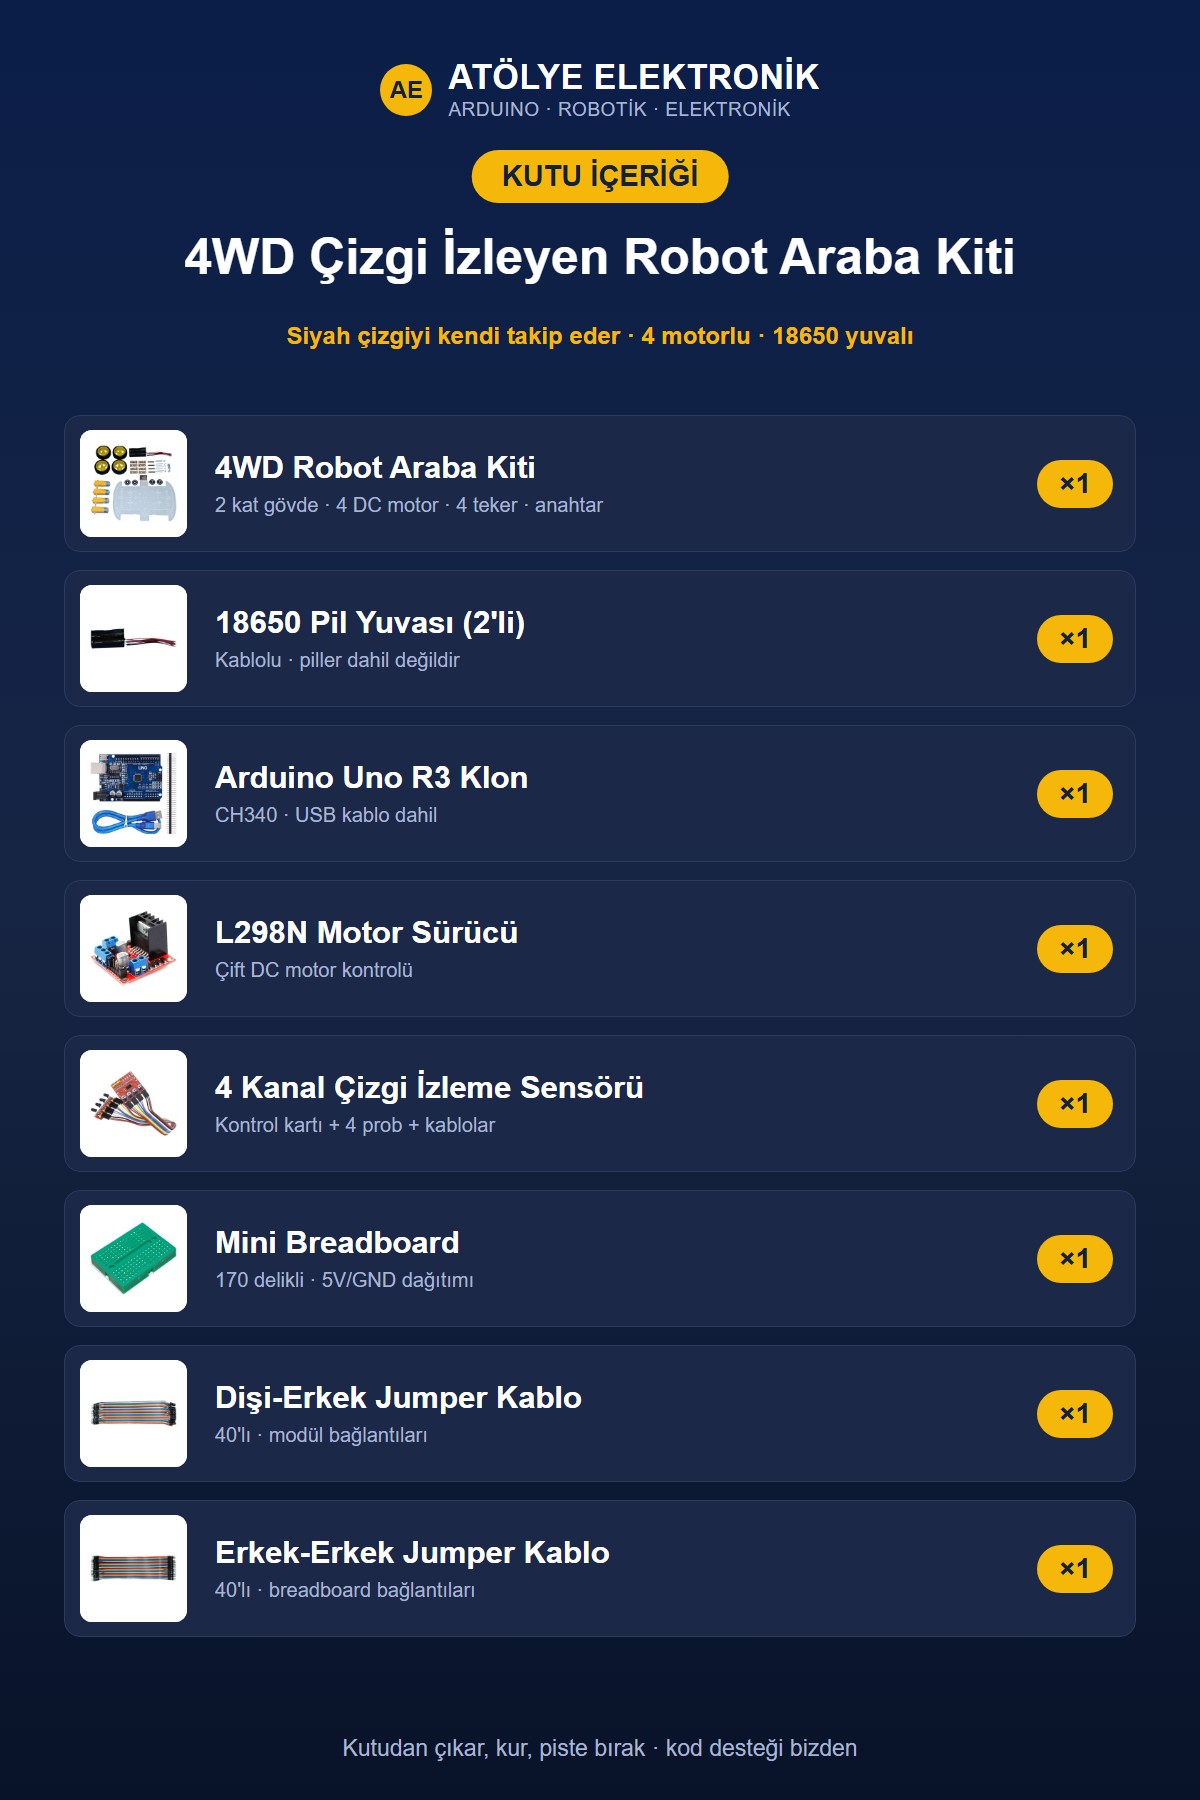 AE
ATÖLYE ELEKTRONİK
ARDUINO · ROBOTİK · ELEKTRONİK
KUTU İÇERİĞİ
4WD Çizgi İzleyen Robot Araba Kiti
Siyah çizgiyi kendi takip eder · 4 motorlu · 18650 yuvalı
4WD Robot Araba Kiti
2 kat gövde · 4 DC motor · 4 teker · anahtar
×1
18650 Pil Yuvası (2'li)
Kablolu · piller dahil değildir
×1
UNO
Arduino Uno R3 Klon
CH340 · USB kablo dahil
×1
L298N Motor Sürücü
Çift DC motor kontrolü
×1
4 Kanal Çizgi İzleme Sensörü
Kontrol kartı + 4 prob + kablolar
×1
Mini Breadboard
170 delikli · 5V/GND dağıtımı
×1
Dişi-Erkek Jumper Kablo
40'lı · modül bağlantıları
×1
Erkek-Erkek Jumper Kablo
40'lı · breadboard bağlantıları
×1
Kutudan çıkar, kur, piste bırak · kod desteği bizden